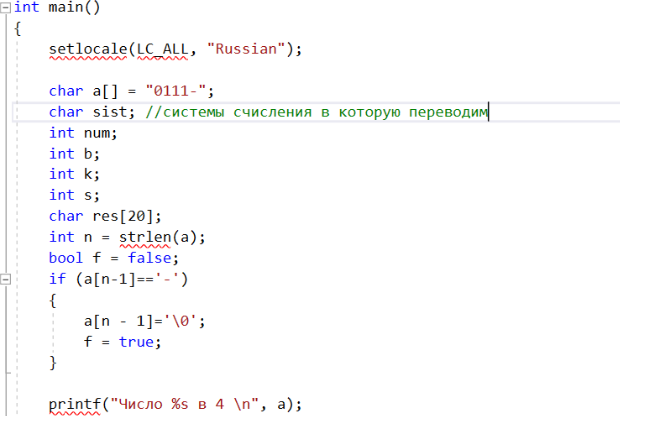 int main()
{
setlocale(LC_ALL, "Russian");
char a[] = "0111-";
char sist; //системы счисления в которую переводим
int num;
int b;
int k;
int s;
char res[20];
int n = strlen(a);
bool f = false;
if (a[n-1]=='-')
{
a[n - 1]='\0';
f = true;
}
printf("Число %s в 4 \n", a);